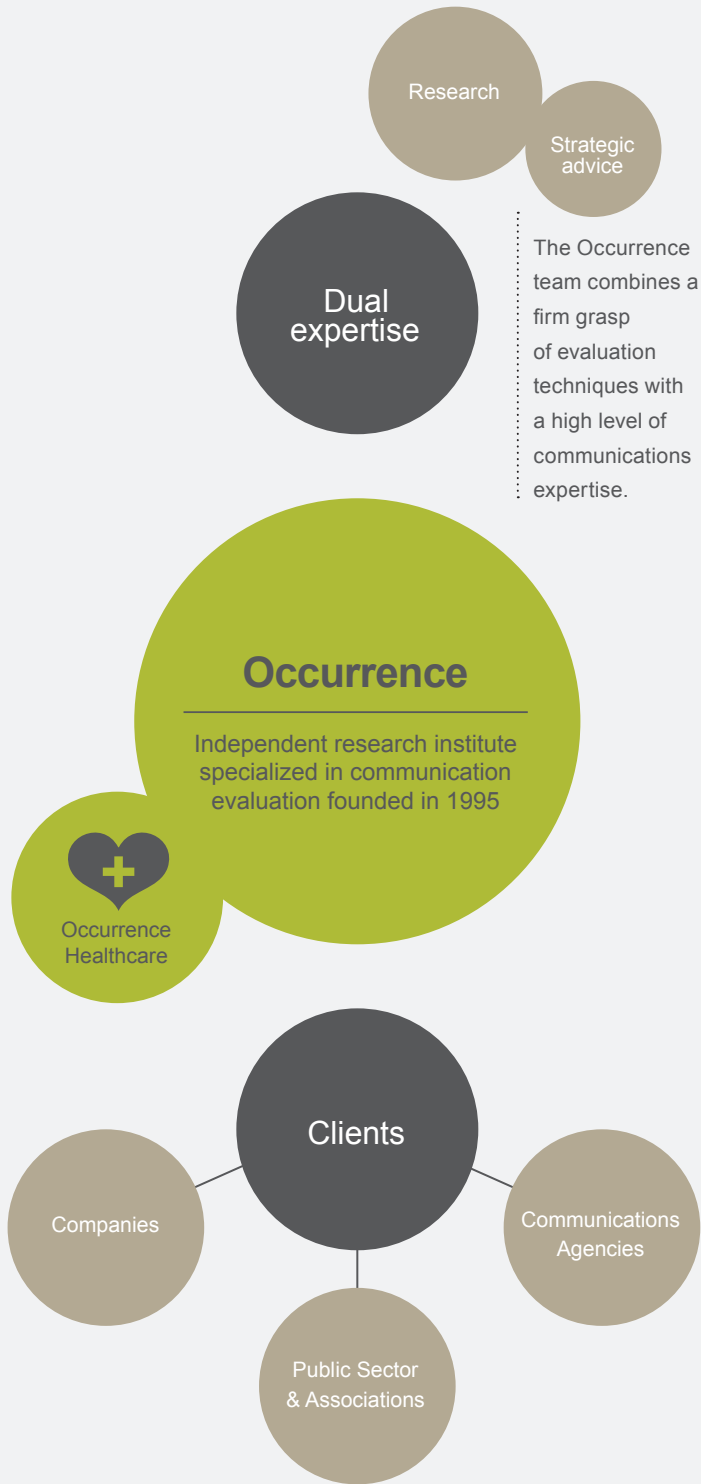 Research
Strategic
advice
Dual
expertise
The Occurrence
team combines a
firm grasp
of evaluation
techniques with
a high level of
communications
expertise.
Occurrence
Independent research institute
specialized in communication
evaluation founded in 1995
Occurrence
Healthcare
Clients
Companies
Communications
Agencies
Public Sector
& Associations